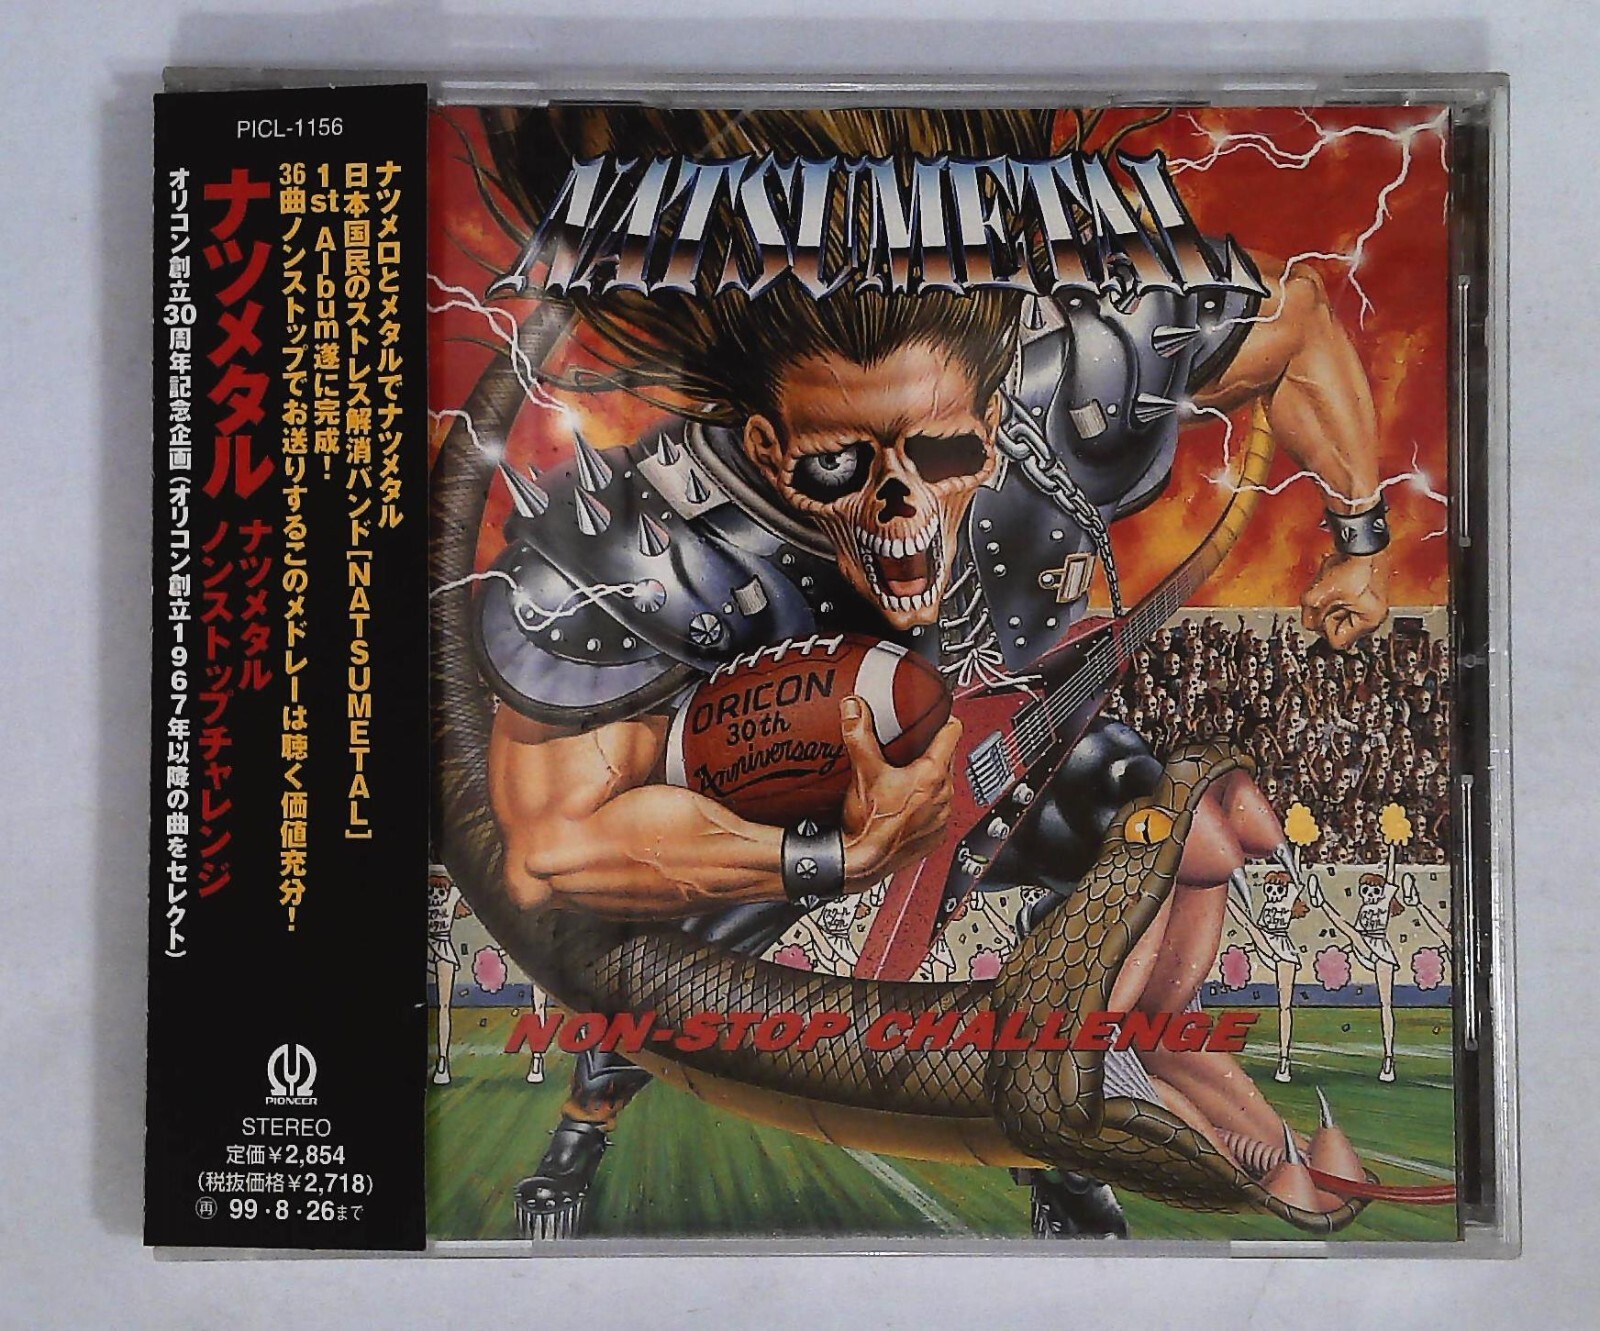 PICL-1156
ナツメロとメタルでナツメタル
日本国民のストレス解消バンド[NATSUMETAL]
1st Album遂に完成！
36曲ノンストップでお送りするこのメドレーは聴く価値充分！
ナツメタル
ナツメタル
ノンストップチャレンジ
オリコン創立30周年記念企画(オリコン創立1967年以降の曲をセレクト)
PIONEER
STEREO
定価￥2,854
(税抜価格￥2,718)
再 99・8・26まで
NATSUMETAL
ORICON
30th
Anniversary
NON-STOP CHALLENGE